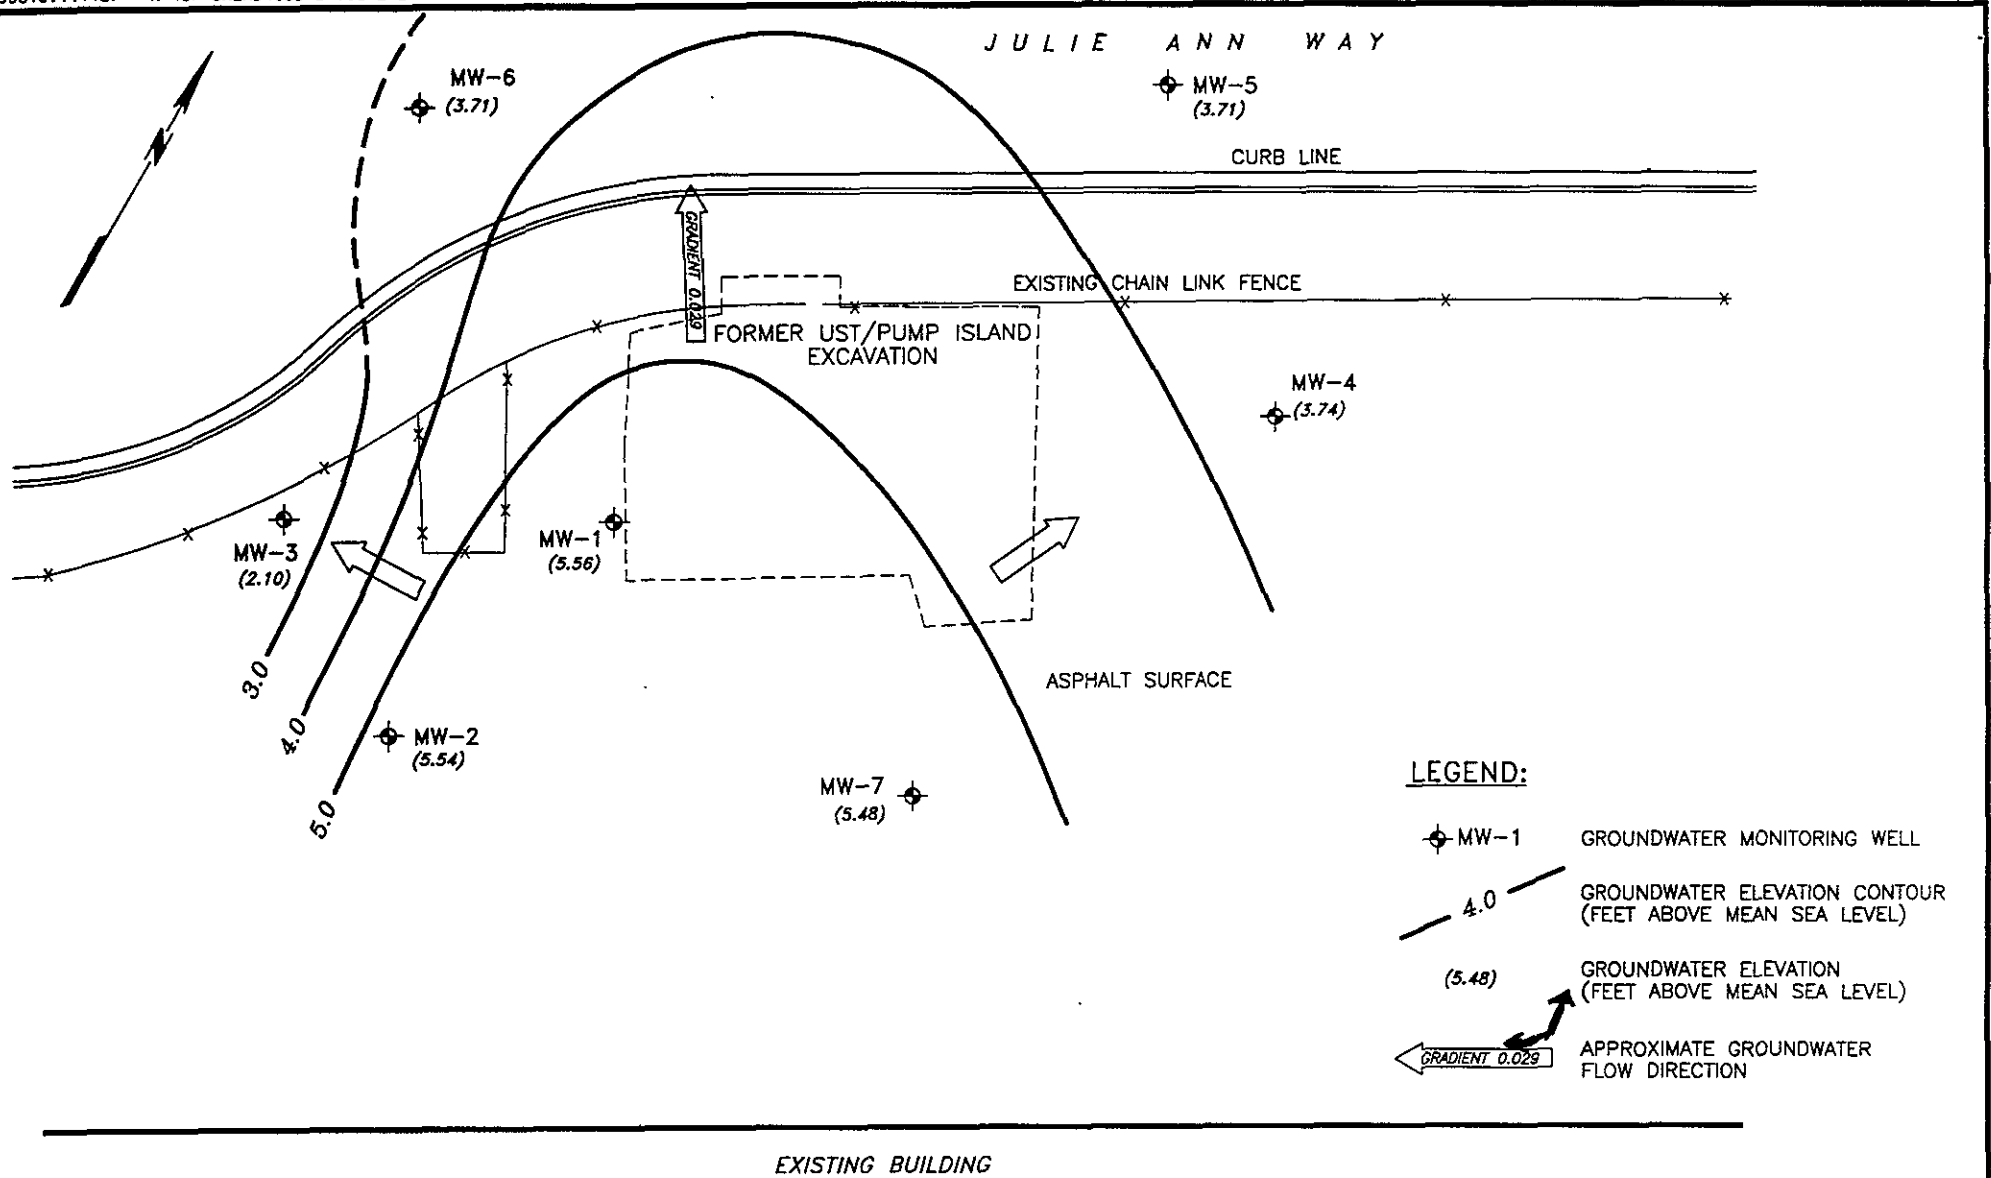 JULIE ANN WAY
MW-6
(3.71)
MW-5
(3.71)
CURB LINE
GRADIENT 0.029
EXISTING CHAIN LINK FENCE
FORMER UST/PUMP ISLAND
EXCAVATION
MW-4
(3.74)
MW-3
(2.10)
MW-1
(5.56)
3.0
4.0
5.0
ASPHALT SURFACE
MW-2
(5.54)
MW-7
(5.48)
LEGEND:
MW-1 GROUNDWATER MONITORING WELL
4.0 GROUNDWATER ELEVATION CONTOUR
(FEET ABOVE MEAN SEA LEVEL)
(5.48) GROUNDWATER ELEVATION
(FEET ABOVE MEAN SEA LEVEL)
GRADIENT 0.029 APPROXIMATE GROUNDWATER
FLOW DIRECTION
EXISTING BUILDING